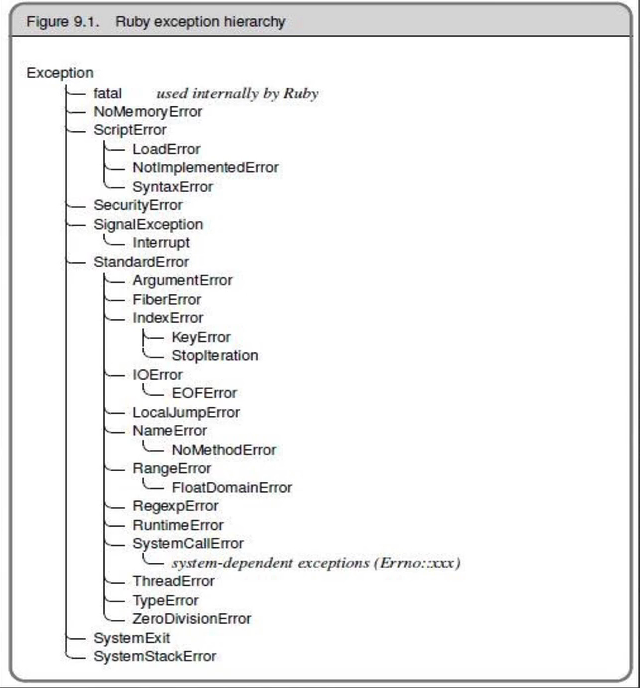 Figure 9.1. Ruby exception hierarchy
Exception
fatal used internally by Ruby
NoMemoryError
ScriptError
LoadError
NotImplementedError
SyntaxError
SecurityError
SignalException
Interrupt
StandardError
ArgumentError
FiberError
IndexError
KeyError
StopIteration
IOError
EOFError
LocalJumpError
NameError
NoMethodError
RangeError
FloatDomainError
RegexpError
RuntimeError
SystemCallError
system-dependent exceptions (Errno::xxx)
ThreadError
TypeError
ZeroDivisionError
SystemExit
SystemStackError